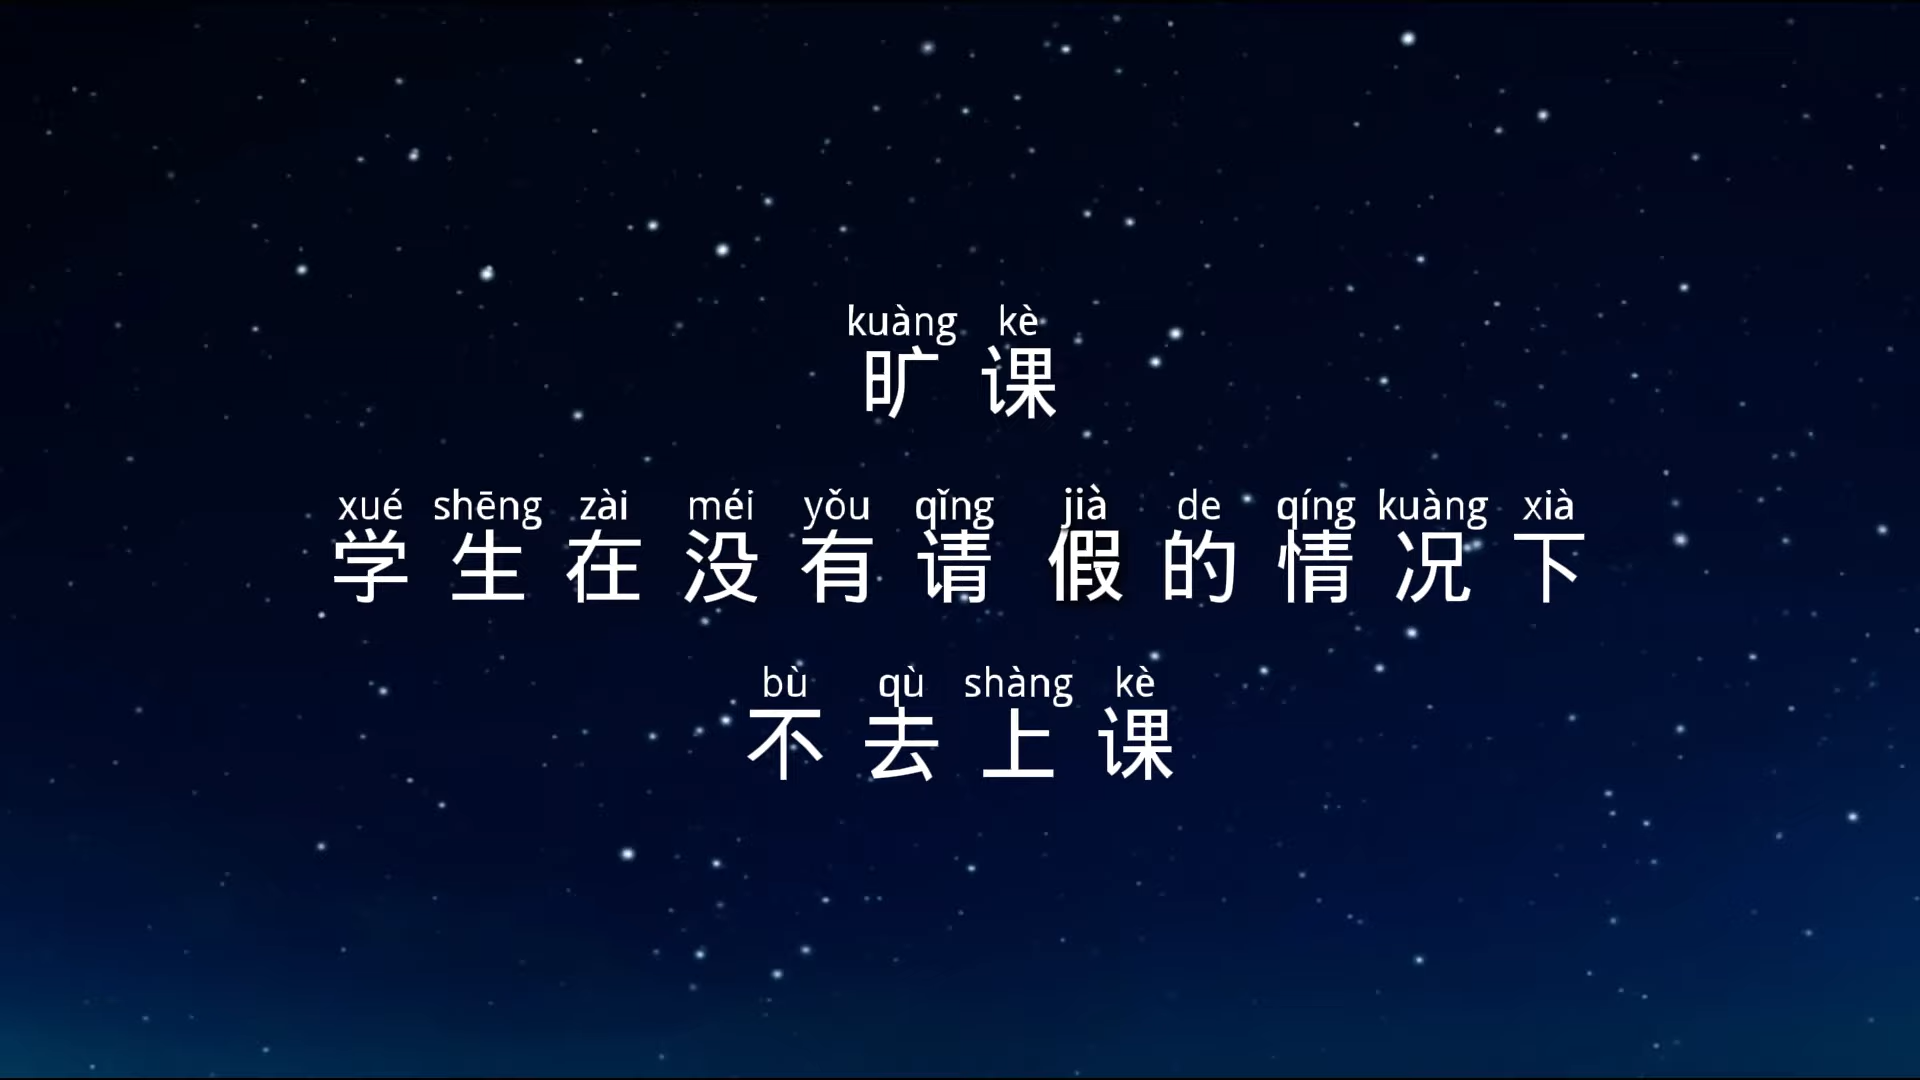 kuàng kè
旷课
xué shēng zài méi yǒu qǐng jià de qíng kuàng xià
学生在没有请假的情况下
bù qù shàng kè
不去上课